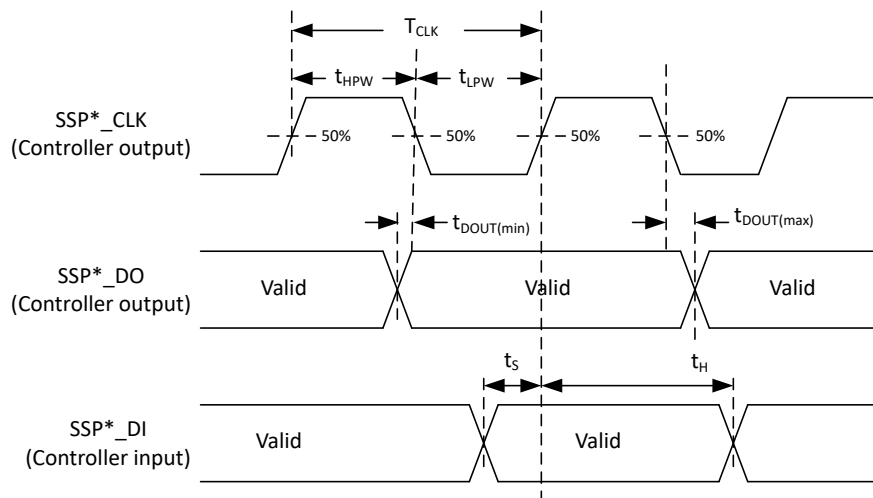 T_CLK
t_HPW t_LPW
SSP*_CLK
(Controller output)
50% 50% 50% 50%
t_DOUT(min) t_DOUT(max)
SSP*_DO
(Controller output)
Valid Valid Valid
t_S t_H
SSP*_DI
(Controller input)
Valid Valid